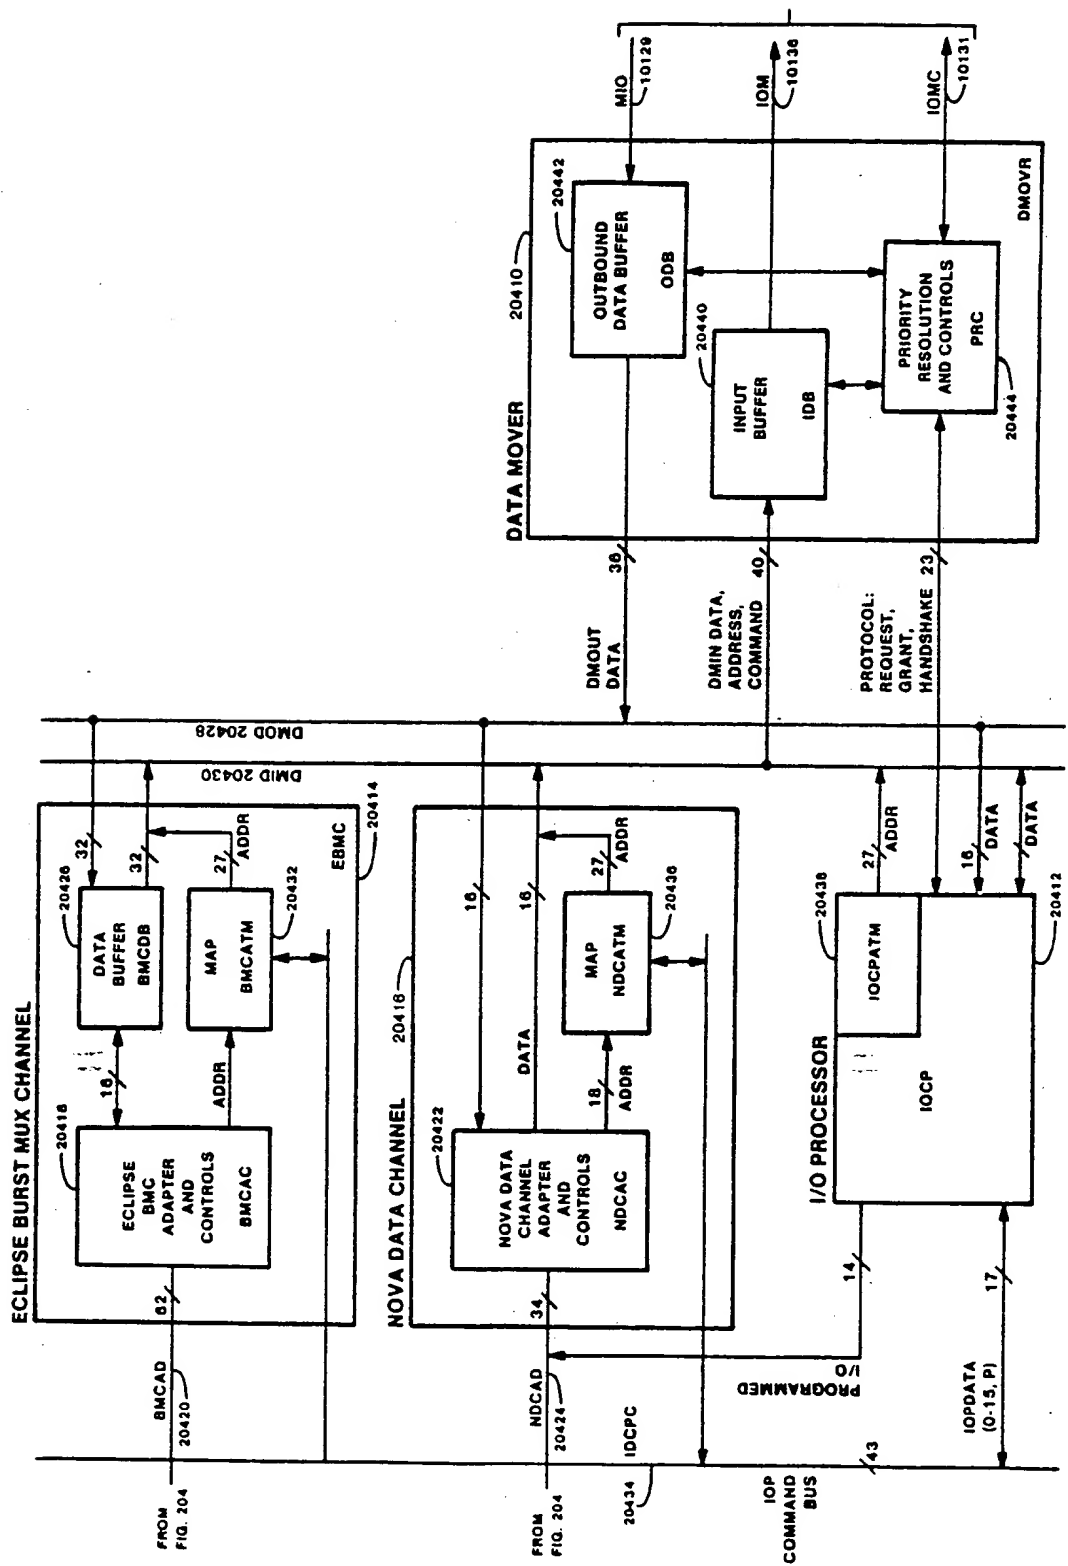 ECLIPSE BURST MUX CHANNEL
FROM
FIG. 204
BMCAD
20420
62
20418
ECLIPSE
BMC
ADAPTER
AND
CONTROLS
BMCAC
16
ADDR
20426
DATA
BUFFER
BMCDB
MAP
BMCATM
20432
32
32
27
ADDR
EBMC
20414
DMOD 20428
DMID 20430
NOVA DATA CHANNEL
20416
FROM
FIG. 204
NDCAD
20424
34
20422
NOVA DATA
CHANNEL
ADAPTER
AND
CONTROLS
NDCAC
DATA
18
ADDR
MAP
NDCATM
20436
16
16
27
ADDR
IDCPC
20434
IOP
COMMAND
BUS
43
PROGRAMMED
I/O
14
IOPDATA
(0-15, P)
17
I/O PROCESSOR
IOCP
IOCPATM
20438
20412
27
ADDR
16
DATA
DATA
DMOUT
DATA
36
DMIN DATA,
ADDRESS,
COMMAND
40
PROTOCOL:
REQUEST,
GRANT,
HANDSHAKE
23
DATA MOVER
20410
OUTBOUND
DATA BUFFER
ODB
20442
INPUT
BUFFER
IDB
20440
PRIORITY
RESOLUTION
AND CONTROLS
PRC
20444
DMOVR
MIO
10129
IOM
10136
IOMC
10131